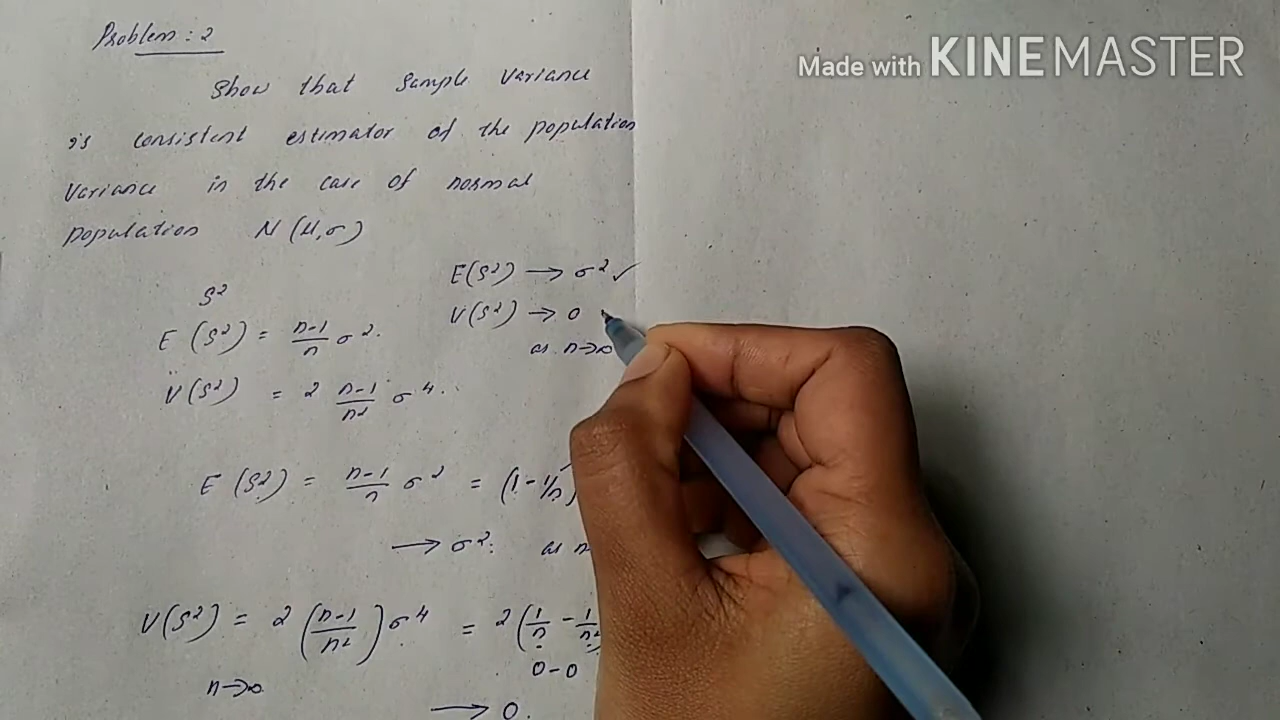 Problem : 2
Made with KINEMASTER
Show that Sample Variance
is consistent estimator of the population
Variance in the case of normal
population N (μ, σ)
S²
E (S²) = n-1/n σ².
V(S²) = 2 n-1/n² σ⁴.
E(S²) → σ² ✓
V(S²) → 0
as n→∞
E (S²) = n-1/n σ² = (1 - 1/n)
→ σ². as n
V(S²) = 2 (n-1/n²) σ⁴ = 2 (1/n - 1/n²
0 - 0
n→∞
→ 0.